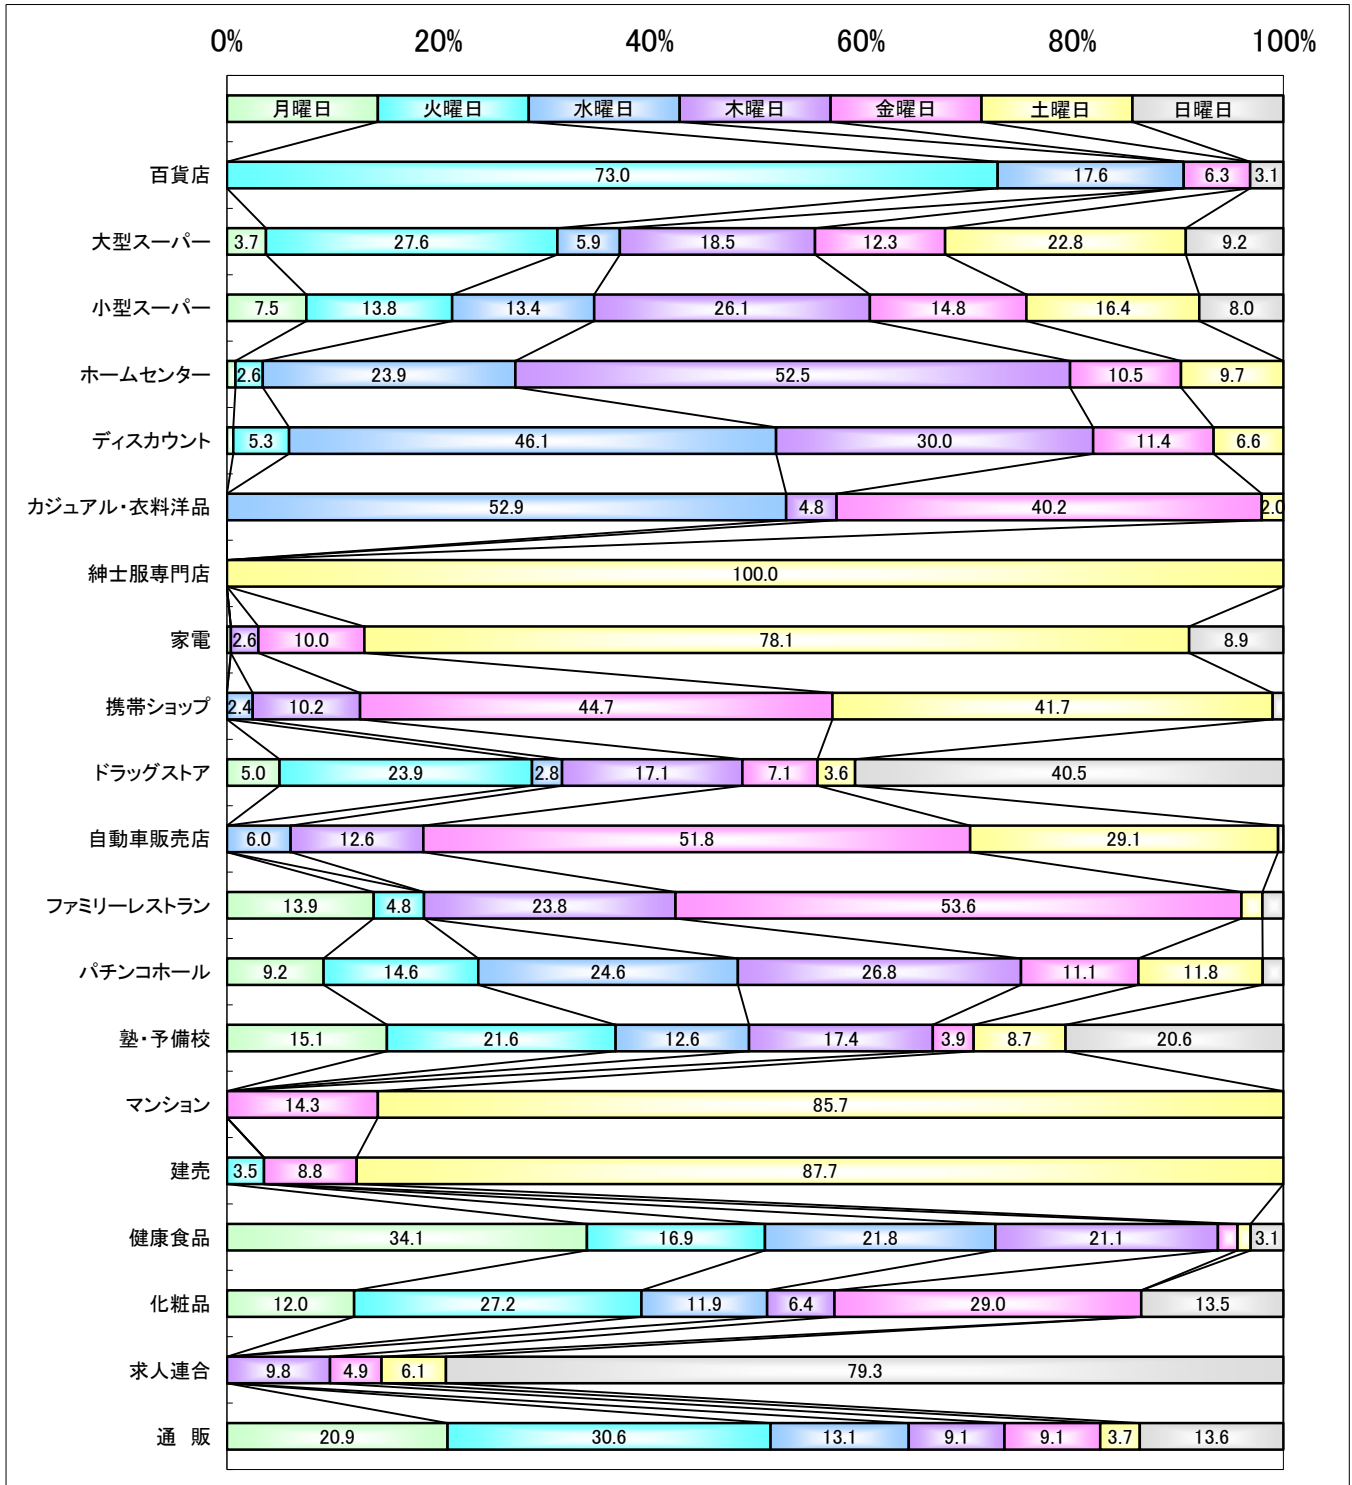 0% 20% 40% 60% 80% 100%
月曜日 火曜日 水曜日 木曜日 金曜日 土曜日 日曜日
百貨店 73.0 17.6 6.3 3.1
大型スーパー 3.7 27.6 5.9 18.5 12.3 22.8 9.2
小型スーパー 7.5 13.8 13.4 26.1 14.8 16.4 8.0
ホームセンター 2.6 23.9 52.5 10.5 9.7
ディスカウント 5.3 46.1 30.0 11.4 6.6
カジュアル・衣料洋品 52.9 4.8 40.2 2.0
紳士服専門店 100.0
家電 2.6 10.0 78.1 8.9
携帯ショップ 2.4 10.2 44.7 41.7
ドラッグストア 5.0 23.9 2.8 17.1 7.1 3.6 40.5
自動車販売店 6.0 12.6 51.8 29.1
ファミリーレストラン 13.9 4.8 23.8 53.6
パチンコホール 9.2 14.6 24.6 26.8 11.1 11.8
塾・予備校 15.1 21.6 12.6 17.4 3.9 8.7 20.6
マンション 14.3 85.7
建売 3.5 8.8 87.7
健康食品 34.1 16.9 21.8 21.1 3.1
化粧品 12.0 27.2 11.9 6.4 29.0 13.5
求人連合 9.8 4.9 6.1 79.3
通 販 20.9 30.6 13.1 9.1 9.1 3.7 13.6